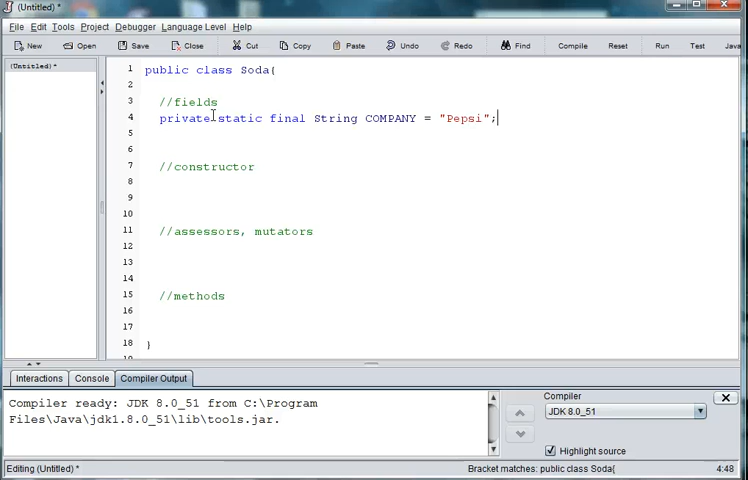 (Untitled) *
File Edit Tools Project Debugger Language Level Help
New Open Save Close Cut Copy Paste Undo Redo Find Compile Reset Run Test Java
(Untitled) *
1 public class Soda{
2
3 //fields
4 private static final String COMPANY = "Pepsi";
5
6
7 //constructor
8
9
10
11 //assessors, mutators
12
13
14
15 //methods
16
17
18 }
Interactions Console Compiler Output
Compiler ready: JDK 8.0_51 from C:\Program
Files\Java\jdk1.8.0_51\lib\tools.jar.
Compiler
JDK 8.0_51
Highlight source
Editing (Untitled) * Bracket matches: public class Soda{ 4:48